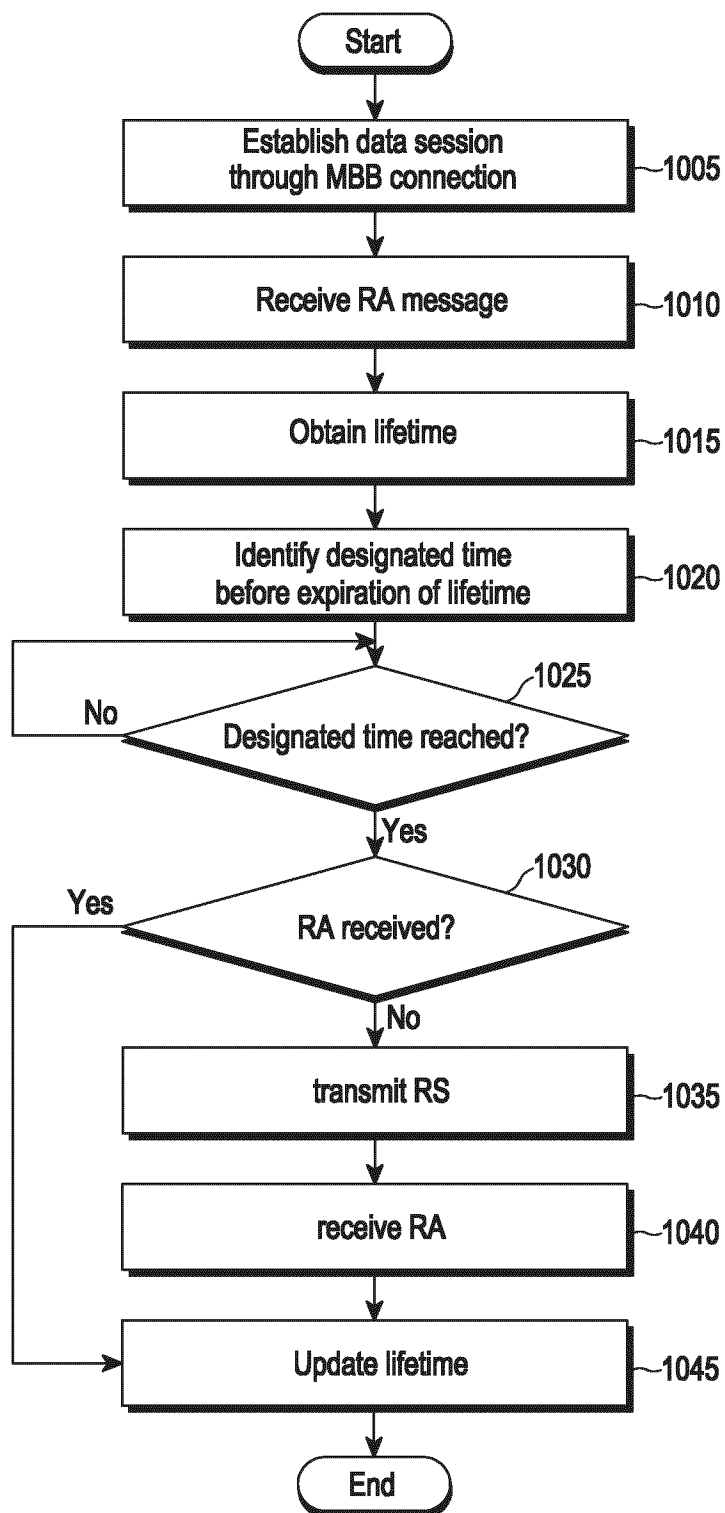 Start
Establish data session
through MBB connection
1005
Receive RA message
1010
Obtain lifetime
1015
Identify designated time
before expiration of lifetime
1020
1025
No
Designated time reached?
Yes
1030
Yes
RA received?
No
transmit RS
1035
receive RA
1040
Update lifetime
1045
End